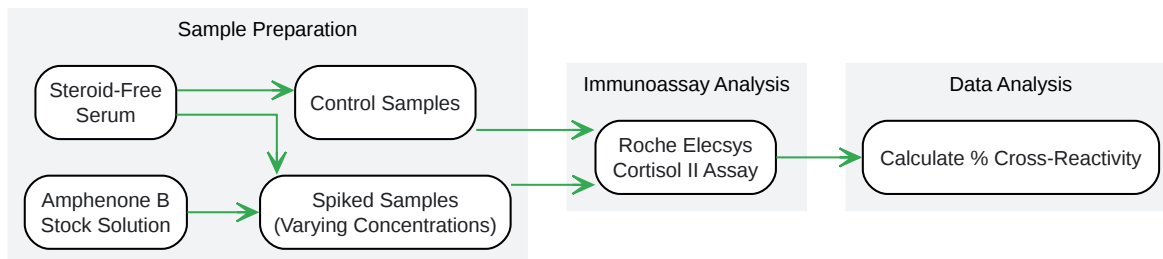 Sample Preparation
Steroid-Free
Serum
Control Samples
Amphenone B
Stock Solution
Spiked Samples
(Varying Concentrations)
Immunoassay Analysis
Roche Elecsys
Cortisol II Assay
Data Analysis
Calculate % Cross-Reactivity